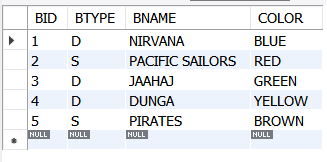 BID BTYPE BNAME COLOR
1 D NIRVANA BLUE
2 S PACIFIC SAILORS RED
3 D JAAHAJ GREEN
4 D DUNGA YELLOW
5 S PIRATES BROWN
NULL NULL NULL NULL